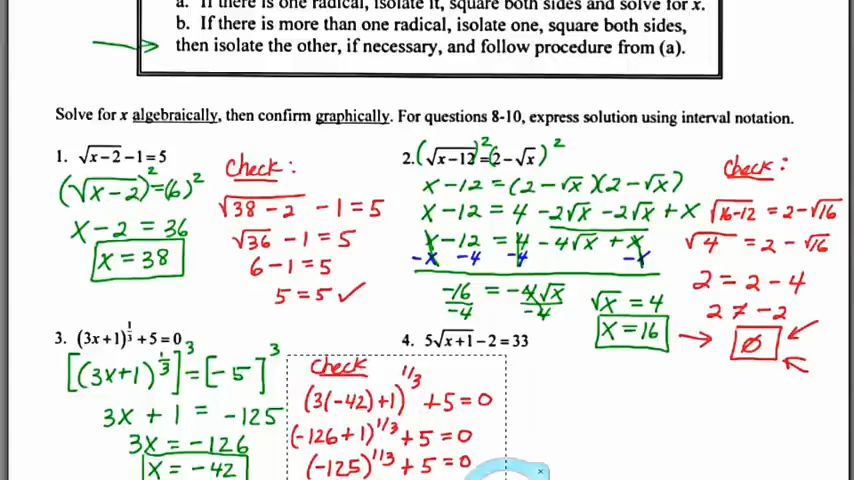 a. If there is one radical, isolate it, square both sides and solve for x.
b. If there is more than one radical, isolate one, square both sides,
then isolate the other, if necessary, and follow procedure from (a).
Solve for x algebraically, then confirm graphically. For questions 8-10, express solution using interval notation.
1. √x-2 -1=5
(√x-2)²=(6)²
x-2 = 36
x = 38
Check:
√38-2 -1=5
√36 -1=5
6-1=5
5=5 ✓
2. (√x-12)²=(2-√x)²
x-12 = (2-√x)(2-√x)
x-12 = 4 -2√x -2√x +x
x-12 = 4 -4√x +x
-x -4 -4 -x
-16 = -4√x
-4 -4
√x = 4
x=16 → ∅
Check:
√16-12 = 2-√16
√4 = 2-√16
2 = 2-4
2 ≠ -2
3. (3x+1)^1/3 +5=0
[(3x+1)^1/3]³=[-5]³
3x+1 = -125
3x = -126
x = -42
check
(3(-42)+1)^1/3 +5=0
(-126+1)^1/3 +5=0
(-125)^1/3 +5=0
4. 5√x+1 -2=33